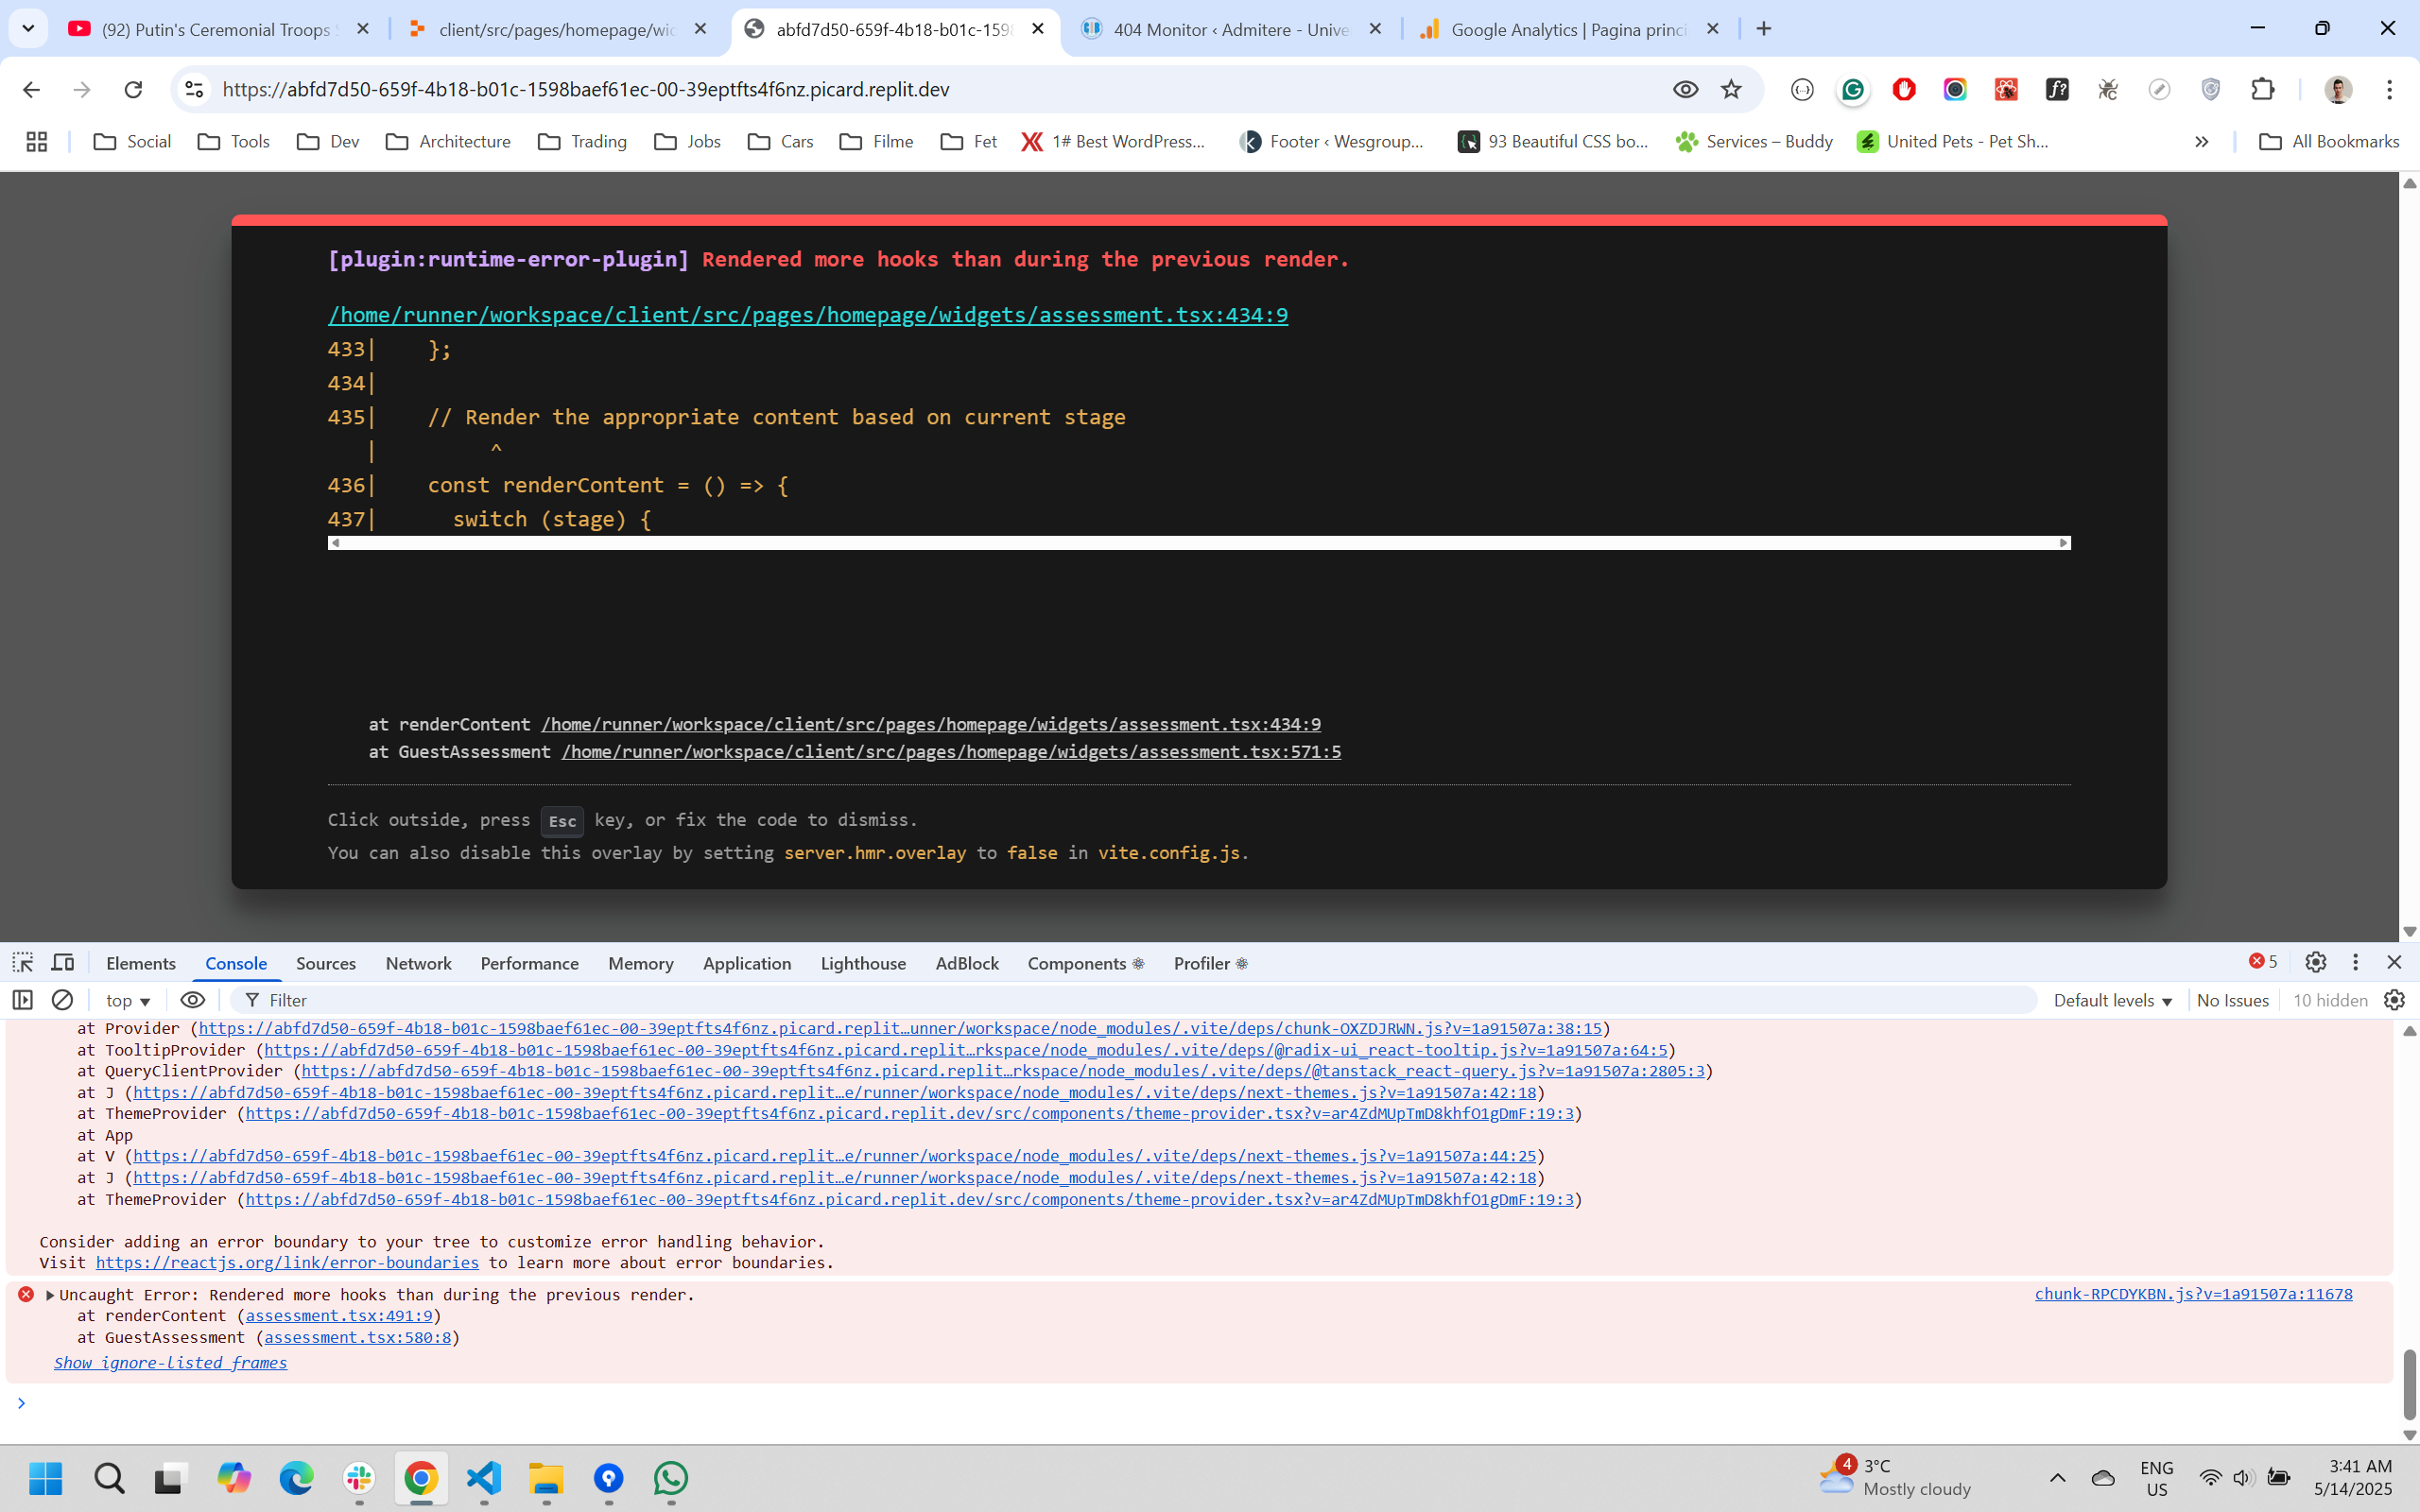 (92) Putin's Ceremonial Troops S
client/src/pages/homepage/wid
abfd7d50-659f-4b18-b01c-1598
404 Monitor ‹ Admitere - Unive
Google Analytics | Pagina princi
https://abfd7d50-659f-4b18-b01c-1598baef61ec-00-39eptfts4f6nz.picard.replit.dev
Social
Tools
Dev
Architecture
Trading
Jobs
Cars
Filme
Fet
1# Best WordPress...
Footer ‹ Wesgroup...
93 Beautiful CSS bo...
Services – Buddy
United Pets - Pet Sh...
»
All Bookmarks
[plugin:runtime-error-plugin] Rendered more hooks than during the previous render.
/home/runner/workspace/client/src/pages/homepage/widgets/assessment.tsx:434:9
433|    };
434|
435|    // Render the appropriate content based on current stage
|         ^
436|    const renderContent = () => {
437|      switch (stage) {
at renderContent /home/runner/workspace/client/src/pages/homepage/widgets/assessment.tsx:434:9
at GuestAssessment /home/runner/workspace/client/src/pages/homepage/widgets/assessment.tsx:571:5
Click outside, press Esc key, or fix the code to dismiss.
You can also disable this overlay by setting server.hmr.overlay to false in vite.config.js.
Elements Console Sources Network Performance Memory Application Lighthouse AdBlock Components Profiler 5
top Filter Default levels No Issues 10 hidden
at Provider (https://abfd7d50-659f-4b18-b01c-1598baef61ec-00-39eptfts4f6nz.picard.replit…unner/workspace/node_modules/.vite/deps/chunk-OXZDJRWN.js?v=1a91507a:38:15)
at TooltipProvider (https://abfd7d50-659f-4b18-b01c-1598baef61ec-00-39eptfts4f6nz.picard.replit…rkspace/node_modules/.vite/deps/@radix-ui_react-tooltip.js?v=1a91507a:64:5)
at QueryClientProvider (https://abfd7d50-659f-4b18-b01c-1598baef61ec-00-39eptfts4f6nz.picard.replit…rkspace/node_modules/.vite/deps/@tanstack_react-query.js?v=1a91507a:2805:3)
at J (https://abfd7d50-659f-4b18-b01c-1598baef61ec-00-39eptfts4f6nz.picard.replit…e/runner/workspace/node_modules/.vite/deps/next-themes.js?v=1a91507a:42:18)
at ThemeProvider (https://abfd7d50-659f-4b18-b01c-1598baef61ec-00-39eptfts4f6nz.picard.replit.dev/src/components/theme-provider.tsx?v=ar4ZdMUpTmD8khfO1gDmF:19:3)
at App
at V (https://abfd7d50-659f-4b18-b01c-1598baef61ec-00-39eptfts4f6nz.picard.replit…e/runner/workspace/node_modules/.vite/deps/next-themes.js?v=1a91507a:44:25)
at J (https://abfd7d50-659f-4b18-b01c-1598baef61ec-00-39eptfts4f6nz.picard.replit…e/runner/workspace/node_modules/.vite/deps/next-themes.js?v=1a91507a:42:18)
at ThemeProvider (https://abfd7d50-659f-4b18-b01c-1598baef61ec-00-39eptfts4f6nz.picard.replit.dev/src/components/theme-provider.tsx?v=ar4ZdMUpTmD8khfO1gDmF:19:3)
Consider adding an error boundary to your tree to customize error handling behavior.
Visit https://reactjs.org/link/error-boundaries to learn more about error boundaries.
Uncaught Error: Rendered more hooks than during the previous render. chunk-RPCDYKBN.js?v=1a91507a:11678
at renderContent (assessment.tsx:491:9)
at GuestAssessment (assessment.tsx:580:8)
Show ignore-listed frames
4
3°C
Mostly cloudy
ENG
US
3:41 AM
5/14/2025